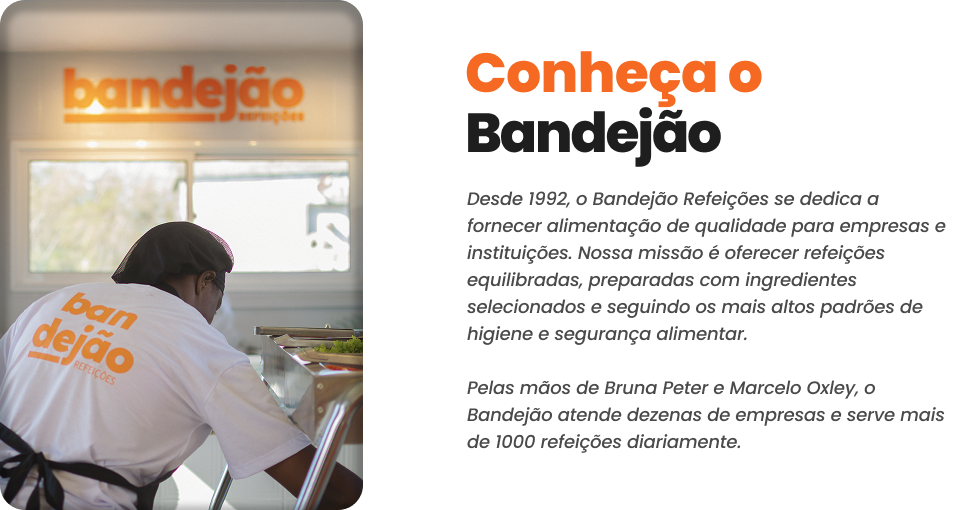 bandejão
REFEIÇÕES
ban
dejão
REFEIÇÕES
Conheça o
Bandejão
Desde 1992, o Bandejão Refeições se dedica a
fornecer alimentação de qualidade para empresas e
instituições. Nossa missão é oferecer refeições
equilibradas, preparadas com ingredientes
selecionados e seguindo os mais altos padrões de
higiene e segurança alimentar.
Pelas mãos de Bruna Peter e Marcelo Oxley, o
Bandejão atende dezenas de empresas e serve mais
de 1000 refeições diariamente.